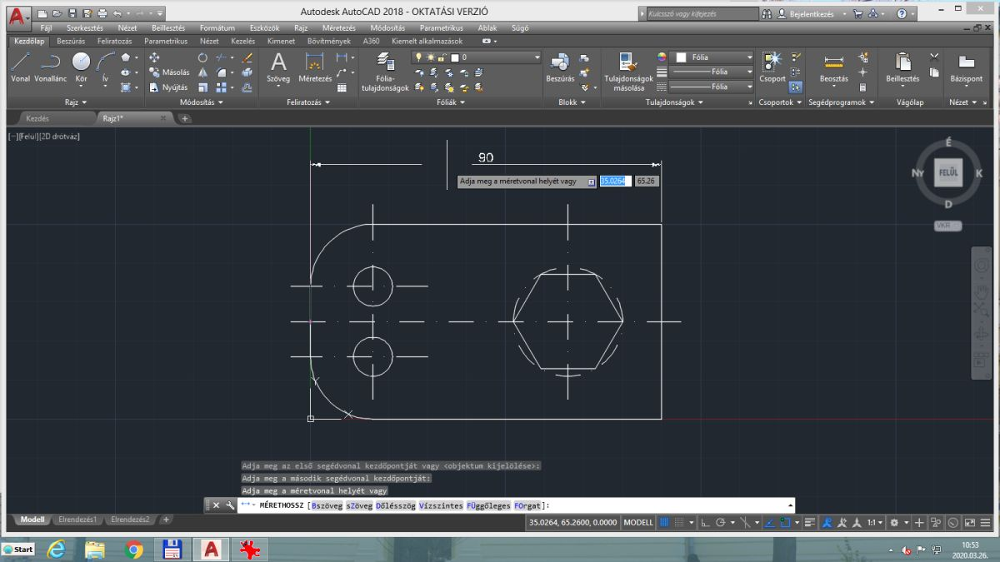 Autodesk AutoCAD 2018 - OKTATÁSI VERZIÓ
Kulcsszó vagy kifejezés
Bejelentkezés
Fájl Szerkesztés Nézet Beillesztés Formátum Eszközök Rajz Méretezés Módosítás Parametrikus Ablak Súgó
Kezdőlap Beszúrás Feliratozás Parametrikus Nézet Kezelés Kimenet Bővítmények A360 Kiemelt alkalmazások
Vonal Vonallánc Kör Ív
Másolás
Nyújtás
Szöveg Méretezés
Fólia-
tulajdonságok
0
Beszúrás
Tulajdonságok
másolása
Fólia
Fólia
Fólia
Csoport
Beosztás
Beillesztés
Bázispont
Rajz Módosítás Feliratozás Fóliák Blokk Tulajdonságok Csoportok Segédprogramok Vágólap Nézet
Kezdés Rajz1*
[−][Felül][2D drótváz]
90
Adja meg a méretvonal helyét vagy 35.0264 65.26
É
Ny FELÜL K
D
VKR
Adja meg az első segédvonal kezdőpontját vagy <objektum kijelölése>:
Adja meg a második segédvonal kezdőpontját:
Adja meg a méretvonal helyét vagy
MÉRETHOSSZ [Bszöveg sZöveg Dőlésszög Vízszintes FÜggőleges FOrgat]:
Modell Elrendezés1 Elrendezés2 +
35.0264, 65.2600, 0.0000 MODELL 1:1
Start
10:53
2020.03.26.